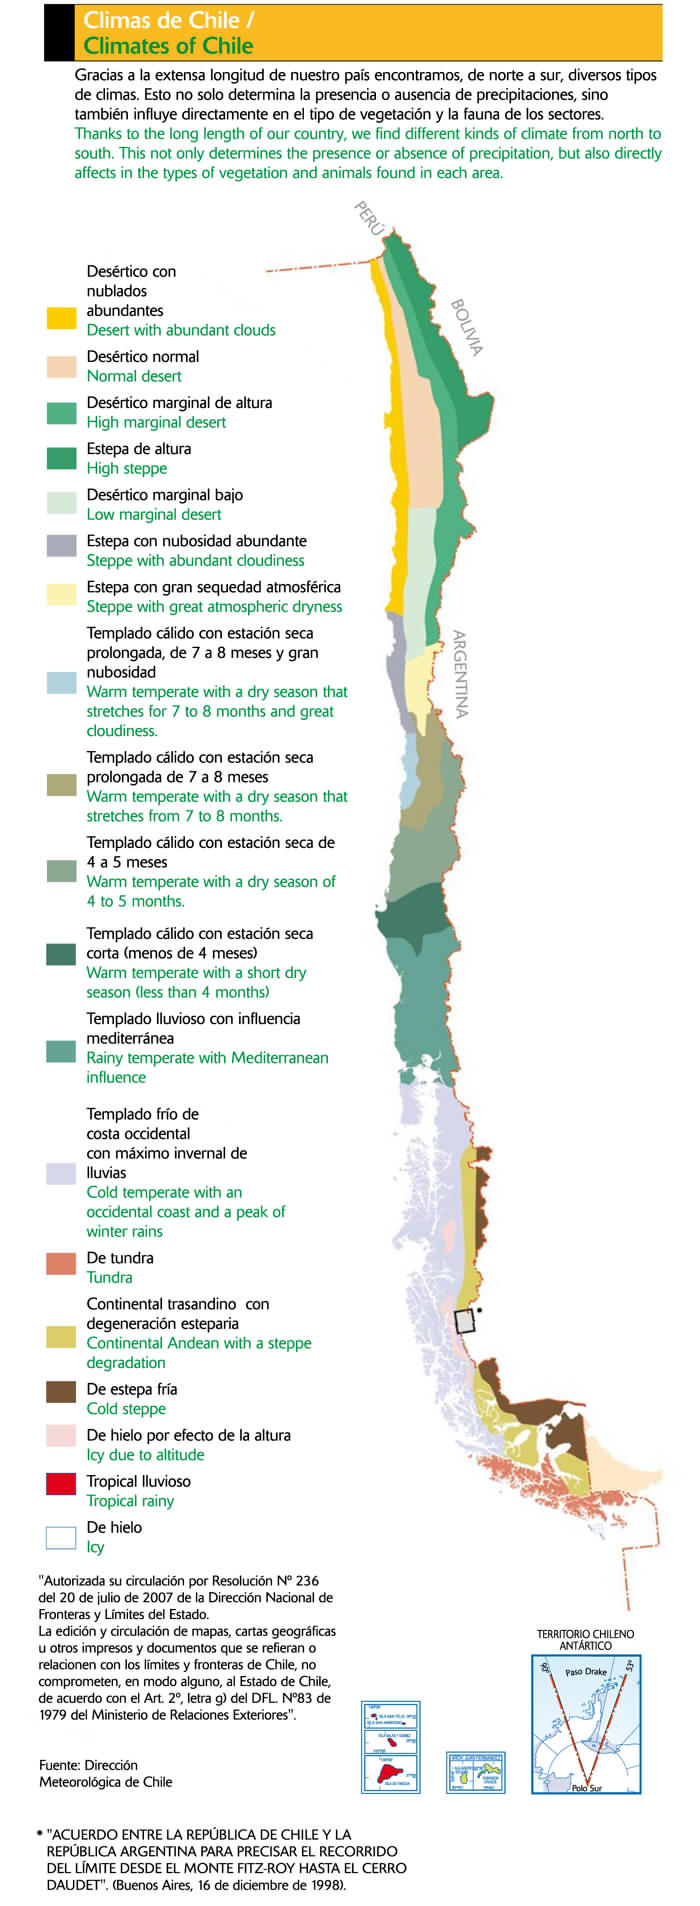 Climas de Chile /
Climates of Chile
Gracias a la extensa longitud de nuestro país encontramos, de norte a sur, diversos tipos
de climas. Esto no solo determina la presencia o ausencia de precipitaciones, sino
también influye directamente en el tipo de vegetación y la fauna de los sectores.
Thanks to the long length of our country, we find different kinds of climate from north to
south. This not only determines the presence or absence of precipitation, but also directly
affects in the types of vegetation and animals found in each area.
PERÚ
BOLIVIA
ARGENTINA
Desértico con
nublados
abundantes
Desert with abundant clouds
Desértico normal
Normal desert
Desértico marginal de altura
High marginal desert
Estepa de altura
High steppe
Desértico marginal bajo
Low marginal desert
Estepa con nubosidad abundante
Steppe with abundant cloudiness
Estepa con gran sequedad atmosférica
Steppe with great atmospheric dryness
Templado cálido con estación seca
prolongada, de 7 a 8 meses y gran
nubosidad
Warm temperate with a dry season that
stretches for 7 to 8 months and great
cloudiness.
Templado cálido con estación seca
prolongada de 7 a 8 meses
Warm temperate with a dry season that
stretches from 7 to 8 months.
Templado cálido con estación seca de
4 a 5 meses
Warm temperate with a dry season of
4 to 5 months.
Templado cálido con estación seca
corta (menos de 4 meses)
Warm temperate with a short dry
season (less than 4 months)
Templado lluvioso con influencia
mediterránea
Rainy temperate with Mediterranean
influence
Templado frío de
costa occidental
con máximo invernal de
lluvias
Cold temperate with an
occidental coast and a peak of
winter rains
De tundra
Tundra
Continental trasandino con
degeneración esteparia
Continental Andean with a steppe
degradation
De estepa fría
Cold steppe
De hielo por efecto de la altura
Icy due to altitude
Tropical lluvioso
Tropical rainy
De hielo
Icy
"Autorizada su circulación por Resolución Nº 236
del 20 de julio de 2007 de la Dirección Nacional de
Fronteras y Límites del Estado.
La edición y circulación de mapas, cartas geográficas
u otros impresos y documentos que se refieran o
relacionen con los límites y fronteras de Chile, no
comprometen, en modo alguno, al Estado de Chile,
de acuerdo con el Art. 2º, letra g) del DFL. Nº83 de
1979 del Ministerio de Relaciones Exteriores".
Fuente: Dirección
Meteorológica de Chile
TERRITORIO CHILENO
ANTÁRTICO
90º
Paso Drake
53º
Polo Sur
ISLA SAN FELIX
ISLA SAN AMBROSIO
ISLA SALAS Y GOMEZ
ISLA DE PASCUA
ARCH. JUAN FERNANDEZ
* "ACUERDO ENTRE LA REPÚBLICA DE CHILE Y LA
REPÚBLICA ARGENTINA PARA PRECISAR EL RECORRIDO
DEL LÍMITE DESDE EL MONTE FITZ-ROY HASTA EL CERRO
DAUDET". (Buenos Aires, 16 de diciembre de 1998).